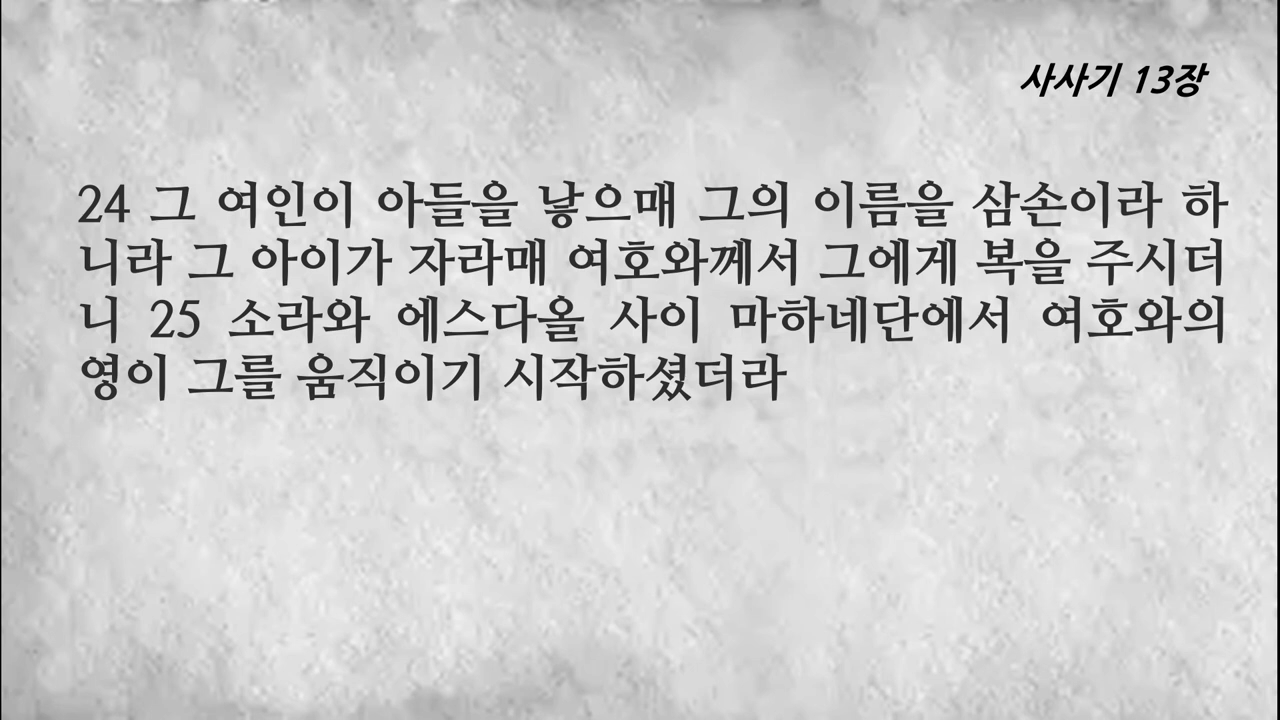 사사기 13장
24 그 여인이 아들을 낳으매 그의 이름을 삼손이라 하
니라 그 아이가 자라매 여호와께서 그에게 복을 주시더
니 25 소라와 에스다올 사이 마하네단에서 여호와의
영이 그를 움직이기 시작하셨더라